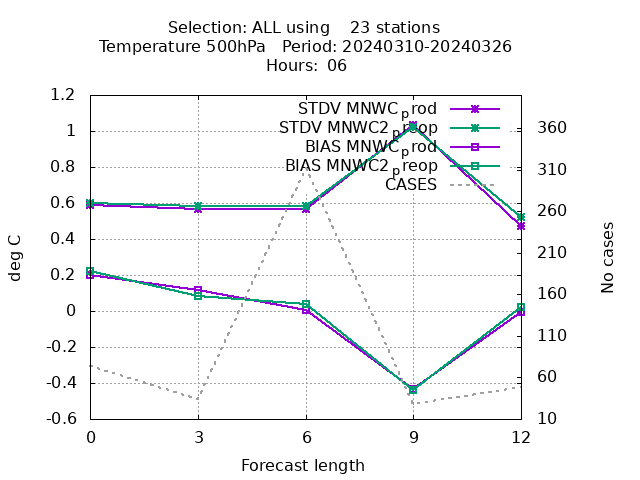 Selection: ALL using    23 stations
Temperature 500hPa   Period: 20240310-20240326
Hours: 06
STDV MNWC_prod
STDV MNWC2_preop
BIAS MNWC_prod
BIAS MNWC2_preop
CASES
deg C
1.2
1
0.8
0.6
0.4
0.2
0
-0.2
-0.4
-0.6
No cases
360
310
260
210
160
110
60
10
0 3 6 9 12
Forecast length